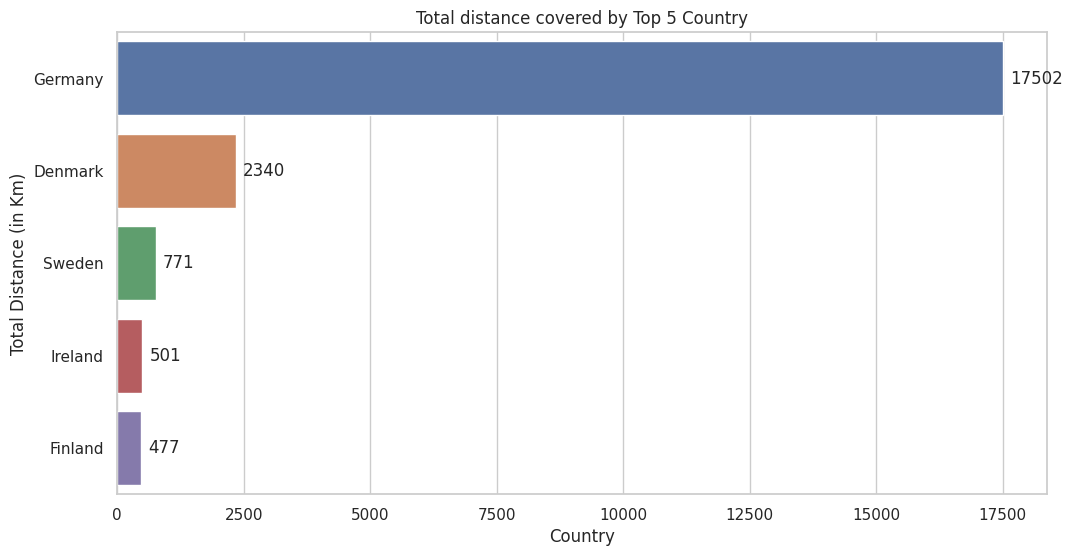 Total distance covered by Top 5 Country
Germany
17502
Denmark
2340
Sweden
771
Ireland
501
Finland
477
Total Distance (in Km)
0 2500 5000 7500 10000 12500 15000 17500
Country